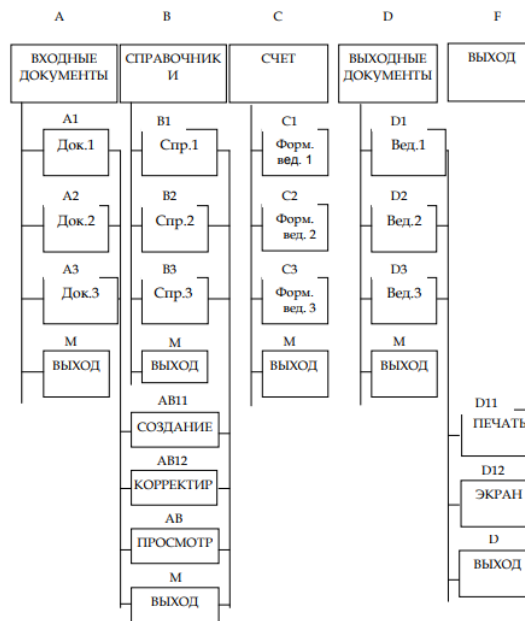 A
B
C
D
F
ВХОДНЫЕ
ДОКУМЕНТЫ
СПРАВОЧНИК
И
СЧЕТ
ВЫХОДНЫЕ
ДОКУМЕНТЫ
ВЫХОД
A1
Док.1
B1
Спр.1
C1
Форм.
вед. 1
D1
Вед.1
A2
Док.2
B2
Спр.2
C2
Форм.
вед. 2
D2
Вед.2
A3
Док.3
B3
Спр.3
C3
Форм.
вед. 3
D3
Вед.3
M
ВЫХОД
M
ВЫХОД
M
ВЫХОД
M
ВЫХОД
AB11
СОЗДАНИЕ
D11
ПЕЧАТЬ
AB12
КОРРЕКТИР
D12
ЭКРАН
AB
ПРОСМОТР
D
ВЫХОД
M
ВЫХОД